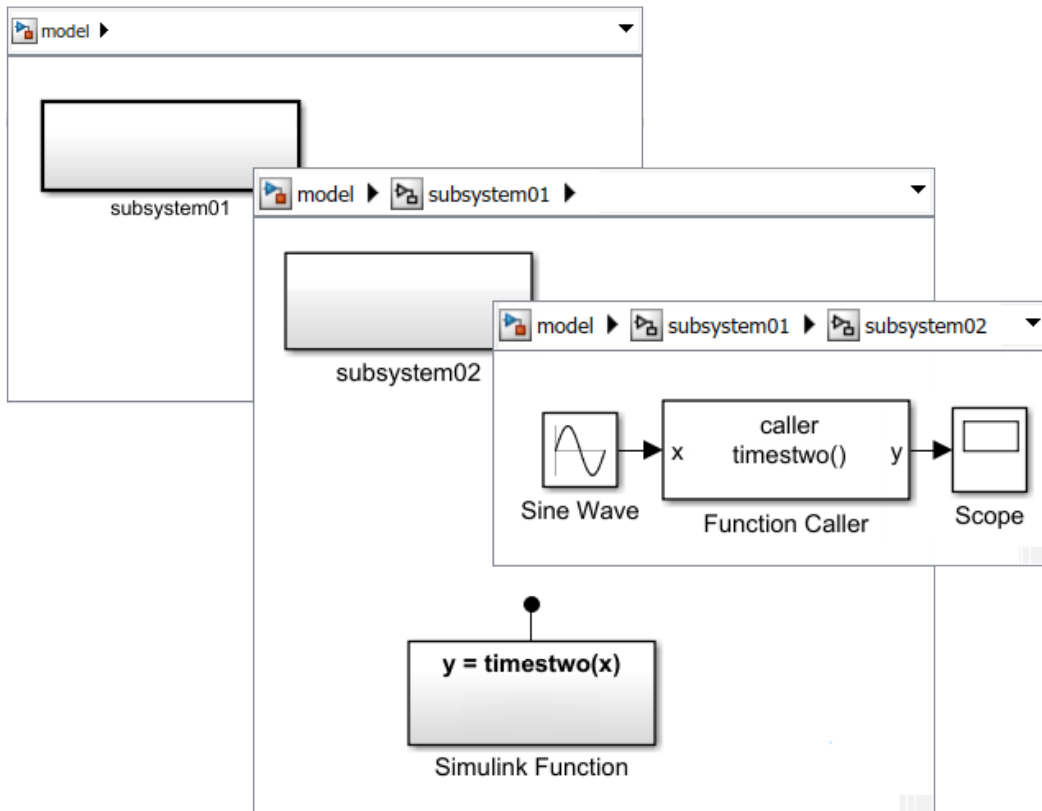 model
subsystem01
model subsystem01
subsystem02
model subsystem01 subsystem02
caller
x timestwo() y
Sine Wave
Function Caller
Scope
y = timestwo(x)
Simulink Function